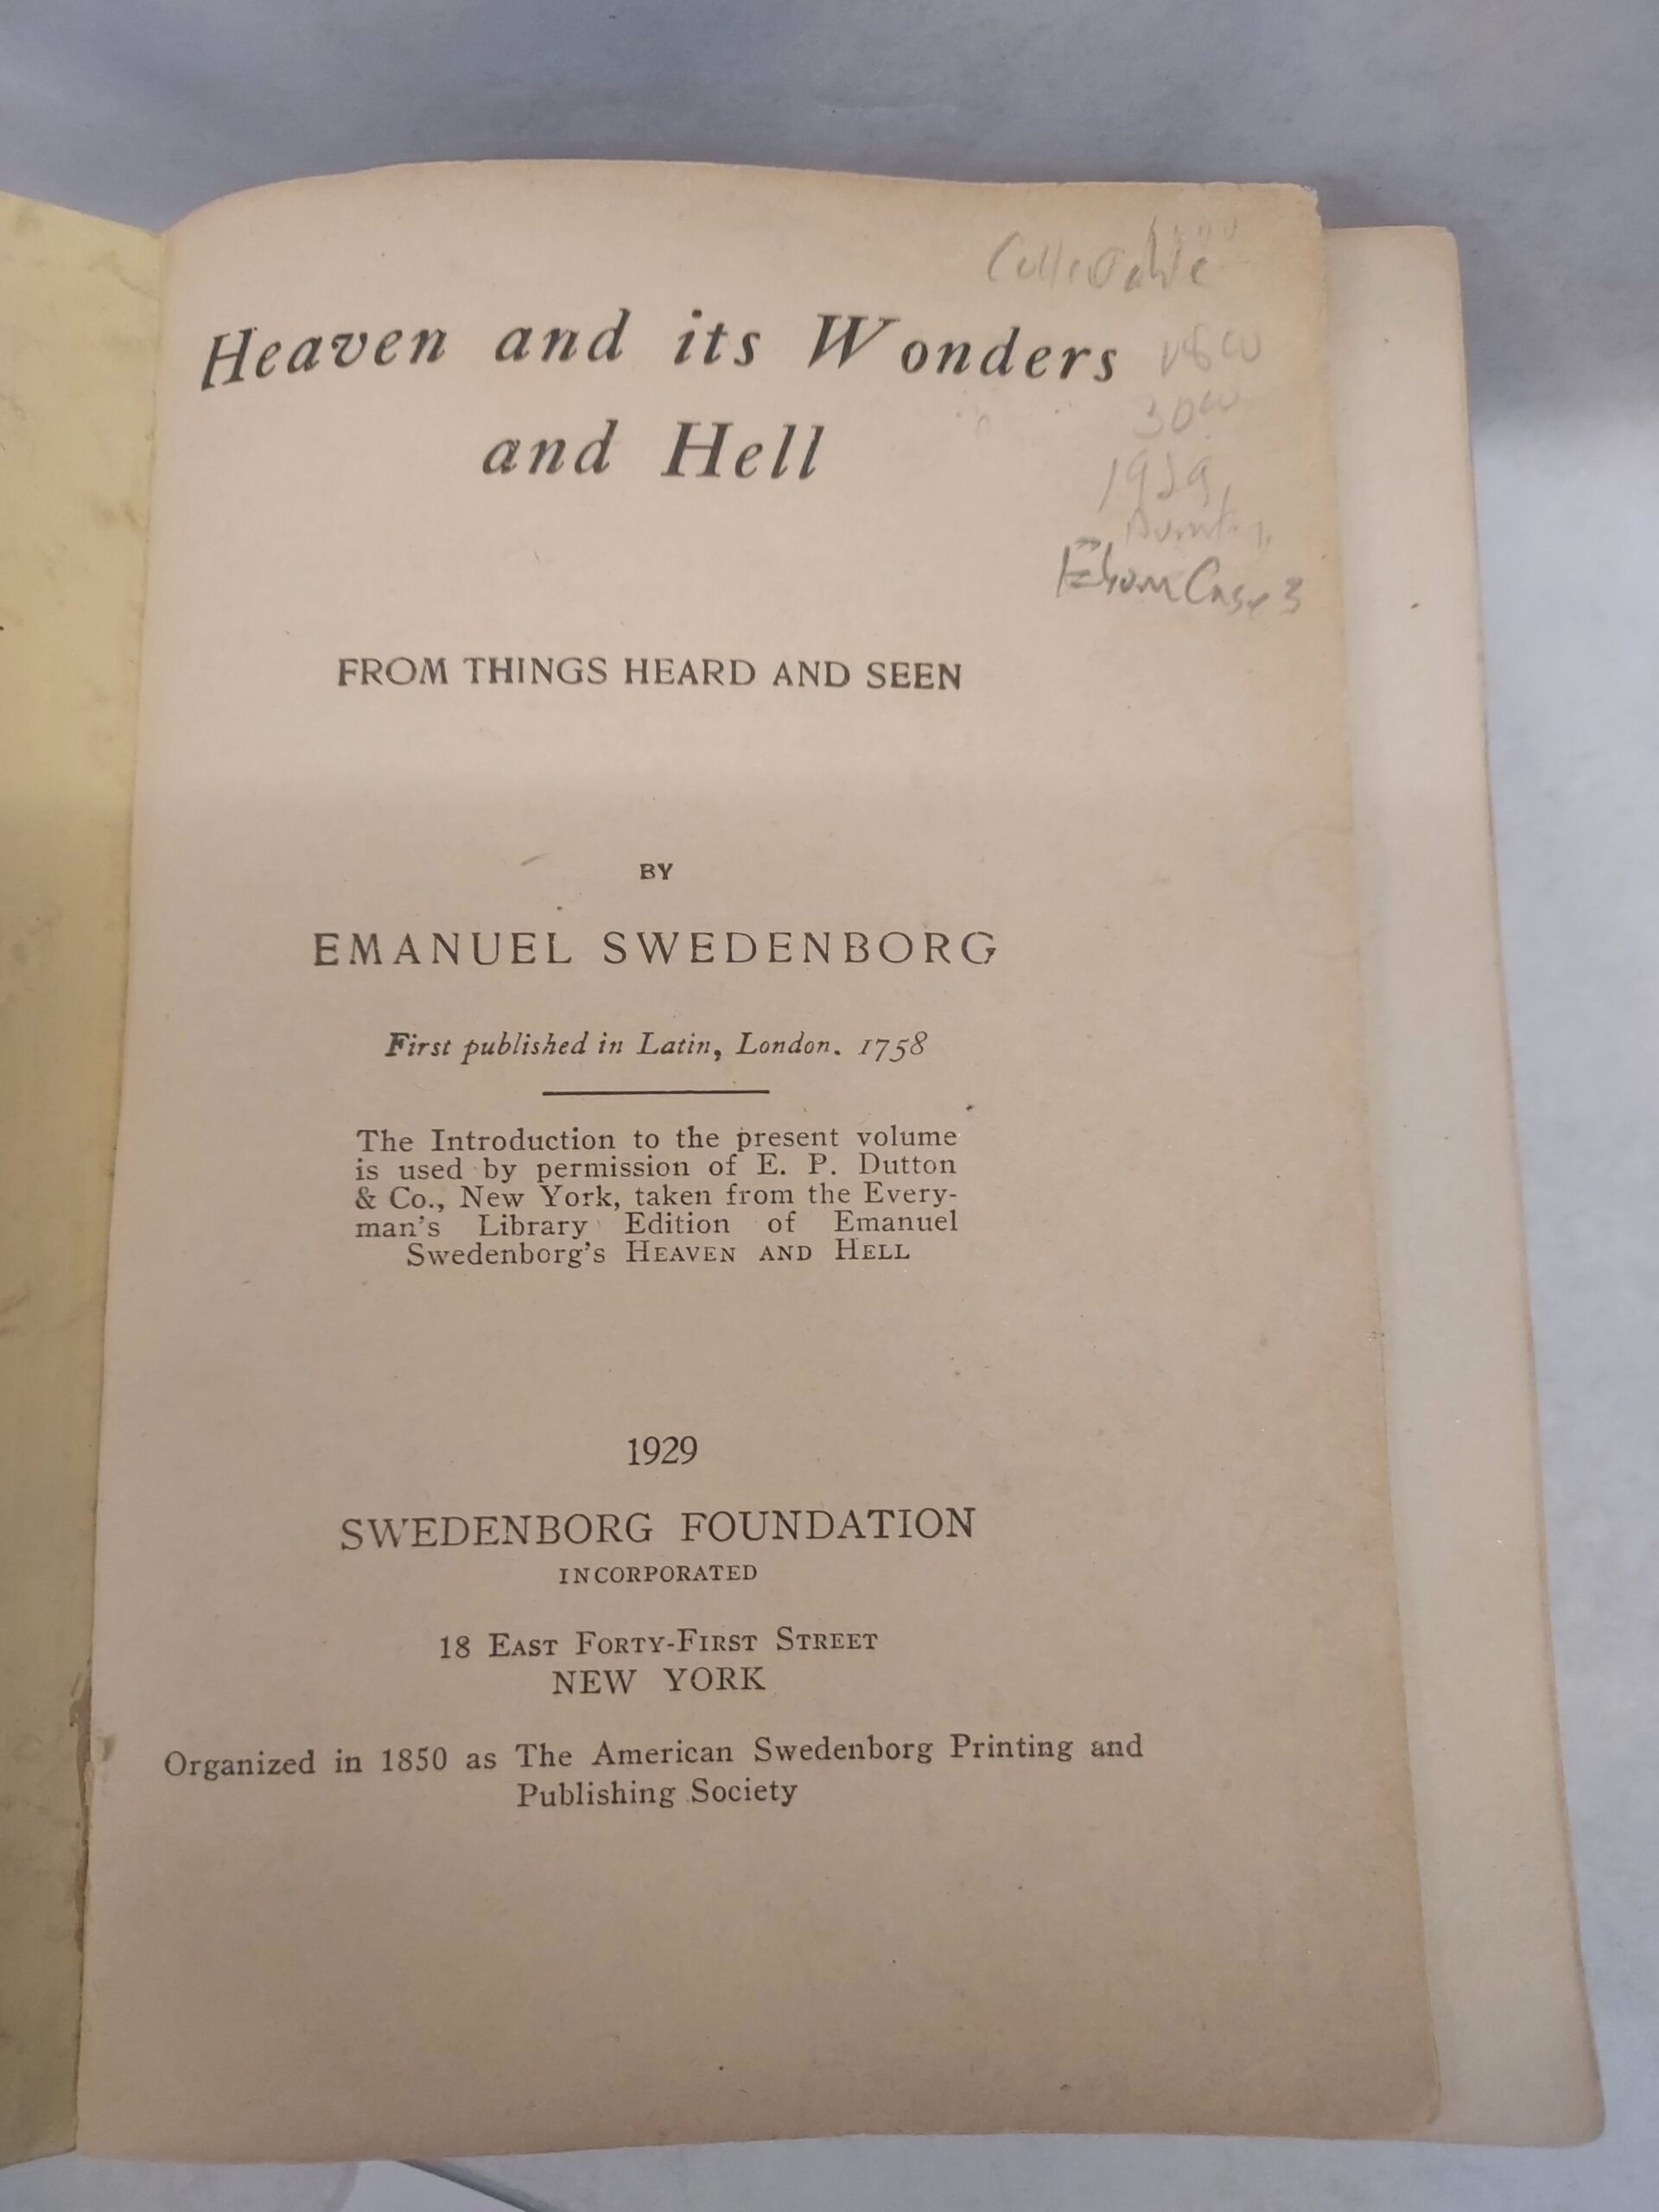 Collectable
Heaven and its Wonders
and Hell
30 00
1929
Case 3
FROM THINGS HEARD AND SEEN
BY
EMANUEL SWEDENBORG
First published in Latin, London. 1758
The Introduction to the present volume
is used by permission of E. P. Dutton
& Co., New York, taken from the Every-
man's Library Edition of Emanuel
Swedenborg's HEAVEN AND HELL
1929
SWEDENBORG FOUNDATION
INCORPORATED
18 EAST FORTY-FIRST STREET
NEW YORK
Organized in 1850 as The American Swedenborg Printing and
Publishing Society